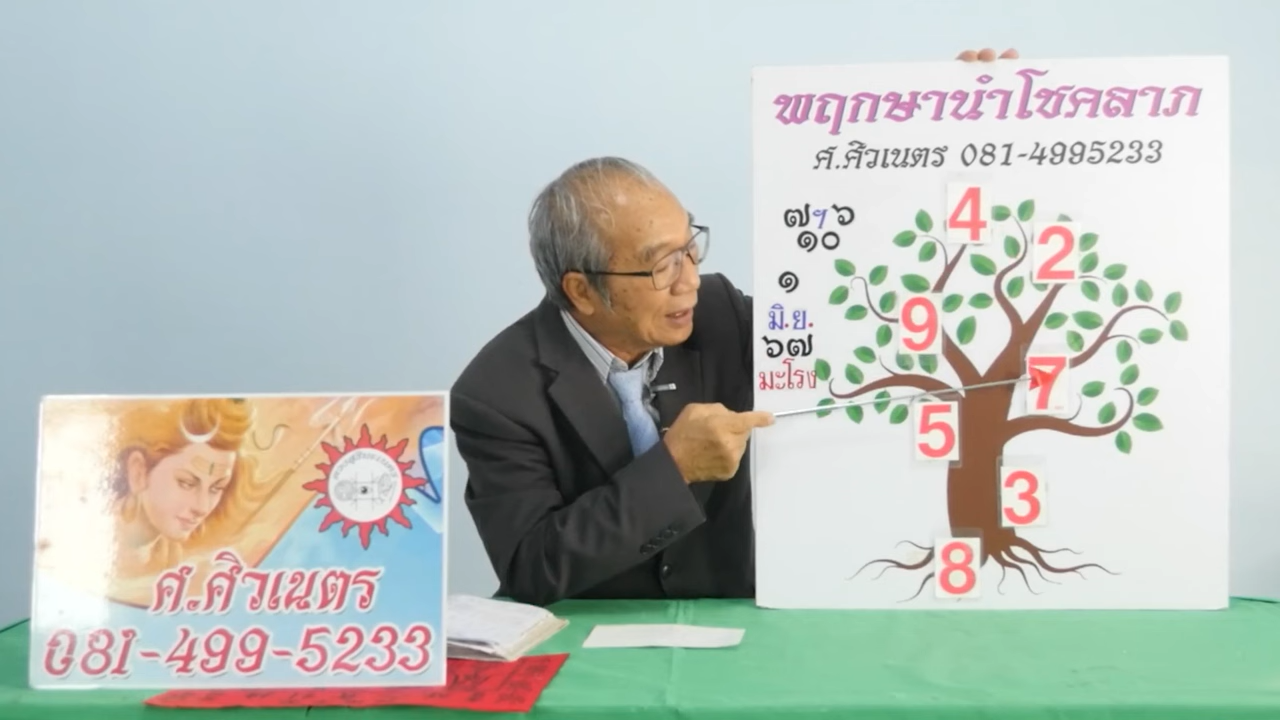 พฤกษานำโชคลาภ
ศ.ศิวเนตร 081-4995233
๗ฯ๖
๑๐
๑
มิ.ย.
๖๗
มะโรง
4
2
9
7
5
3
8
ศ.ศิวเนตร
081-499-5233